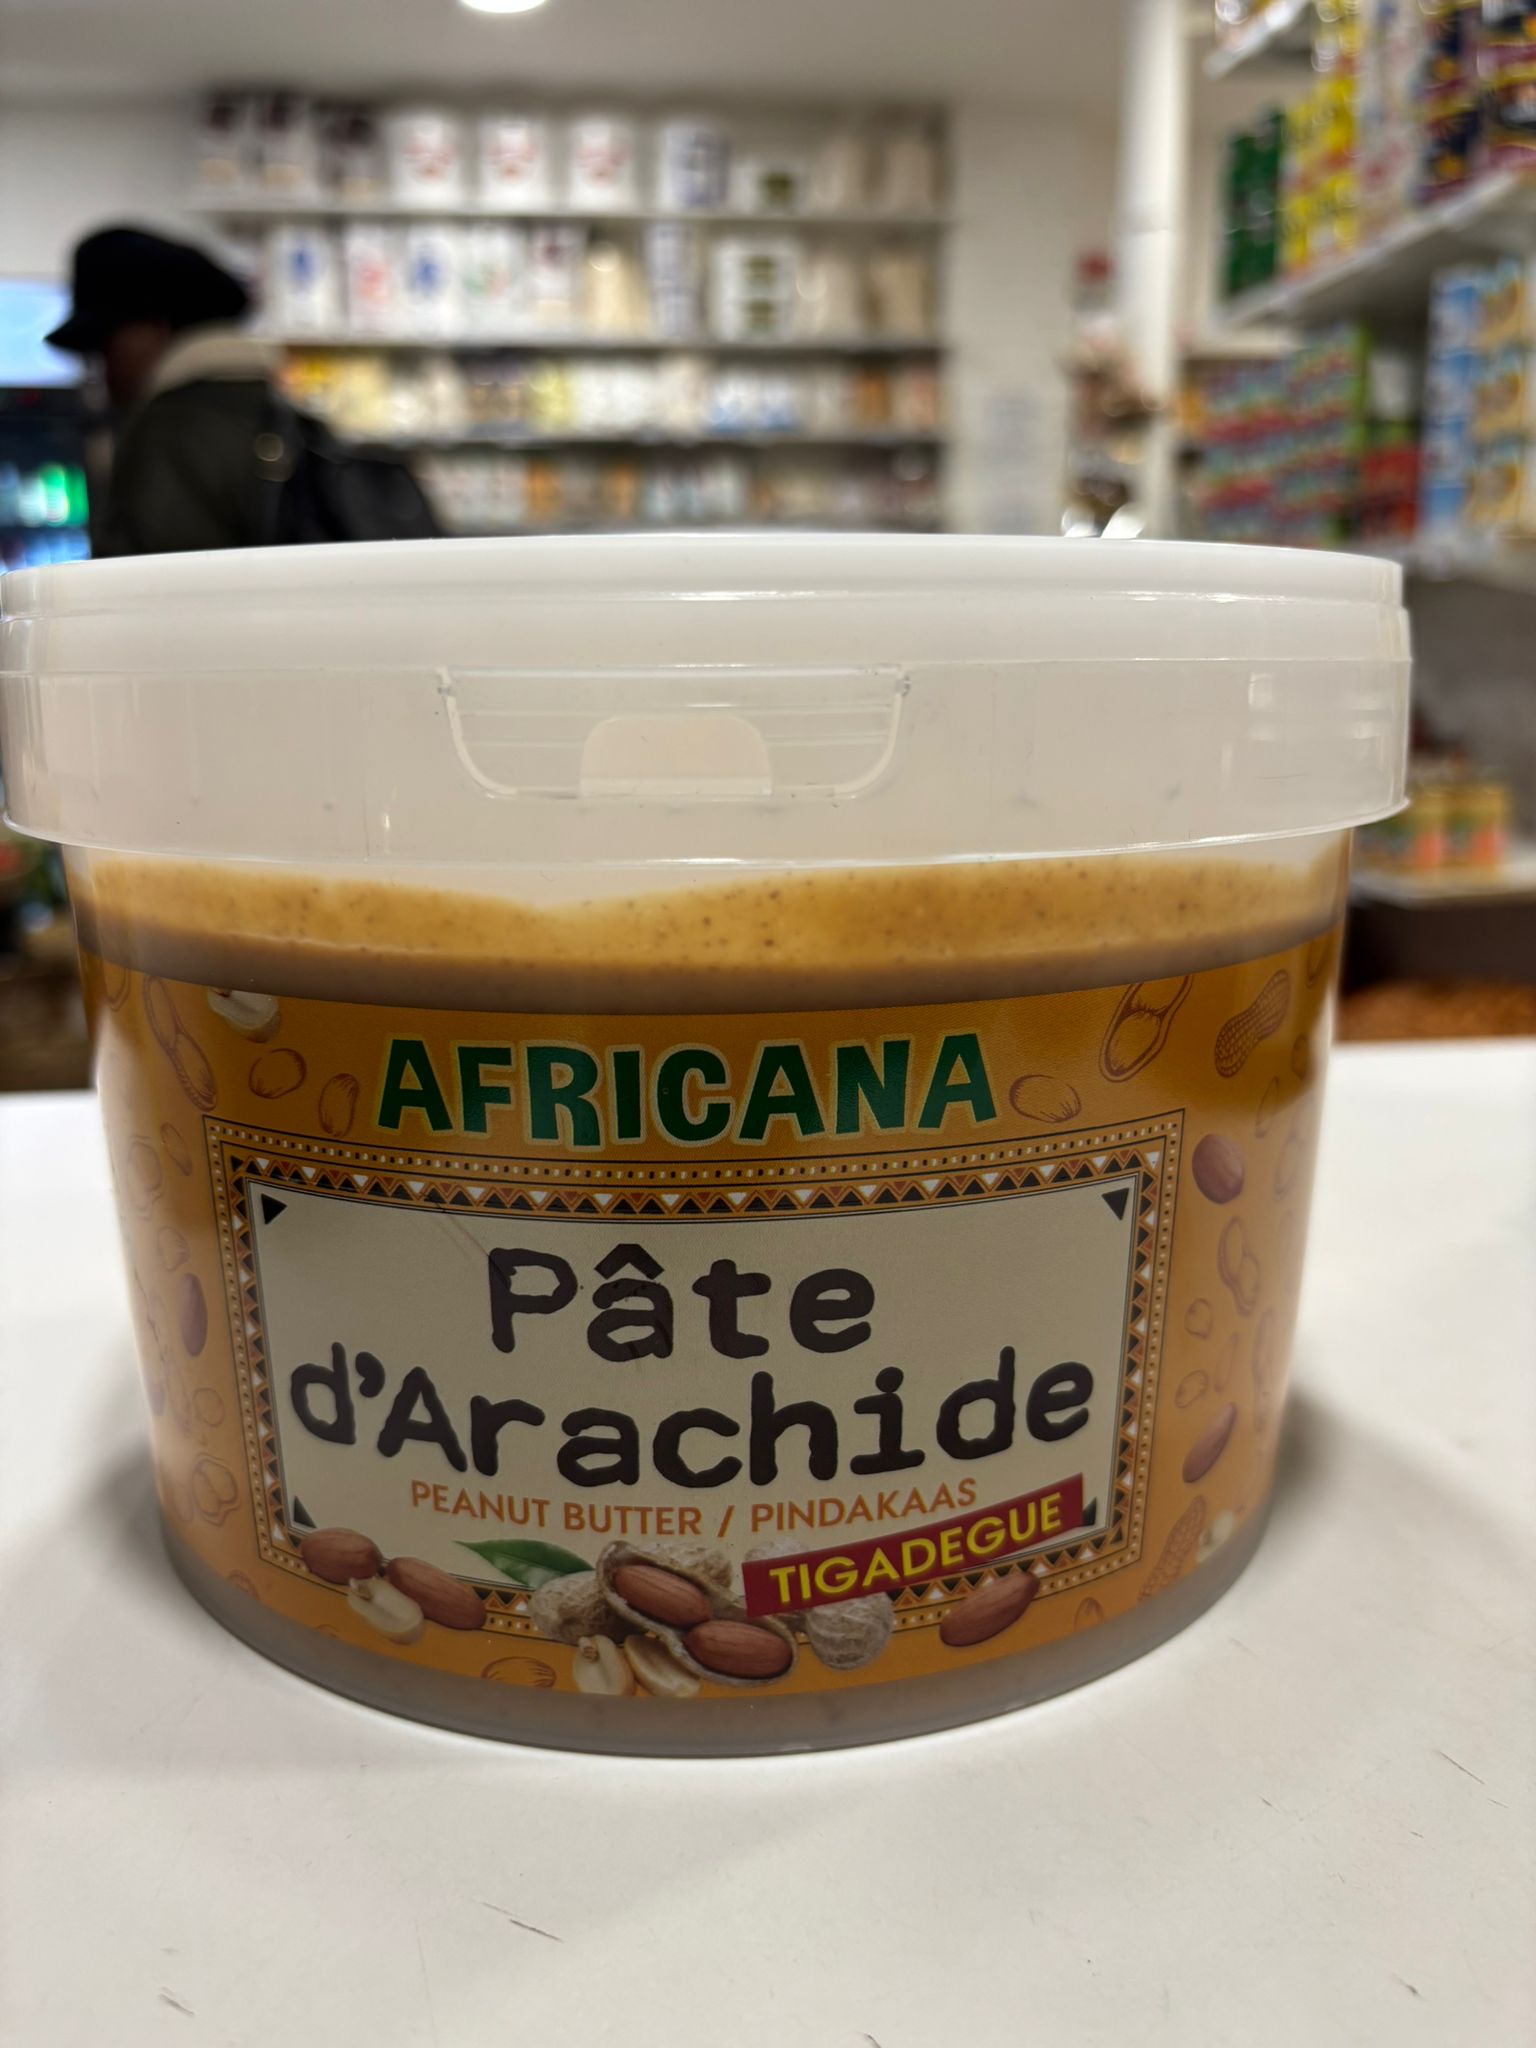 AFRICANA
Pâte
d'Arachide
PEANUT BUTTER / PINDAKAAS
TIGADEGUE